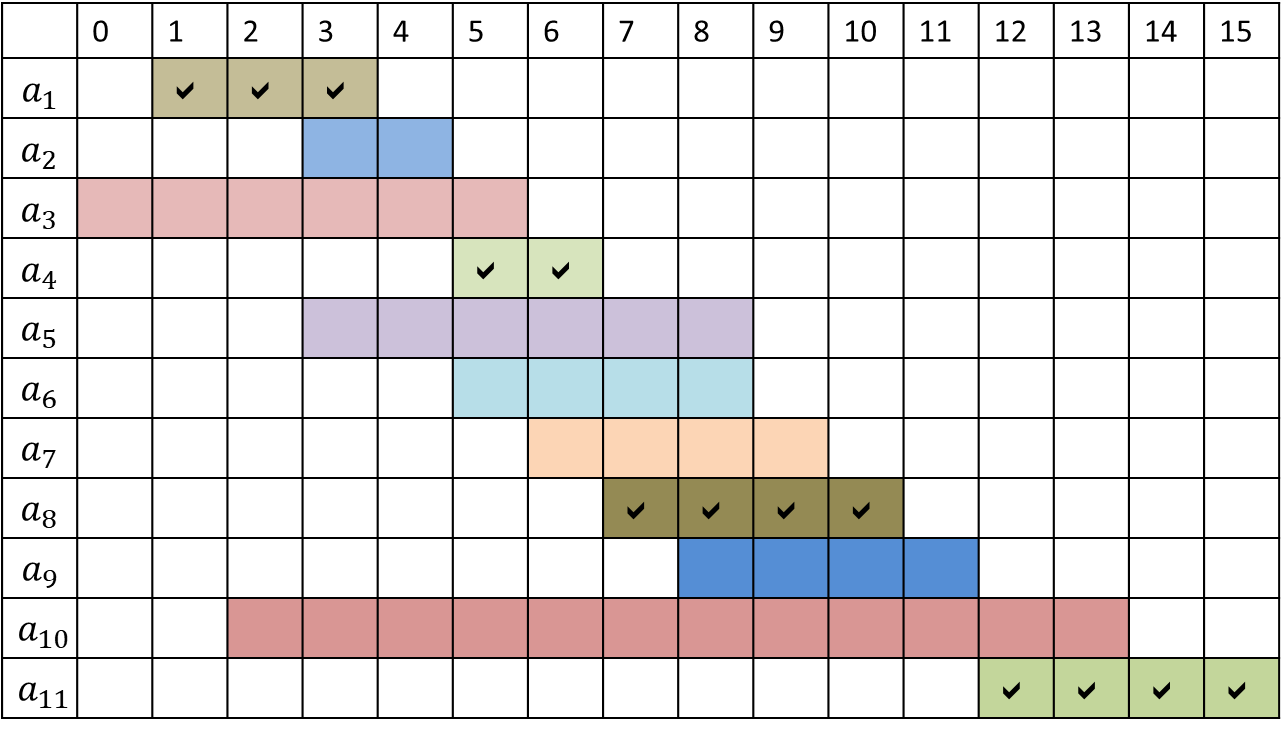 0 1 2 3 4 5 6 7 8 9 10 11 12 13 14 15
a₁ ✔ ✔ ✔
a₂
a₃
a₄ ✔ ✔
a₅
a₆
a₇
a₈ ✔ ✔ ✔ ✔
a₉
a₁₀
a₁₁ ✔ ✔ ✔ ✔